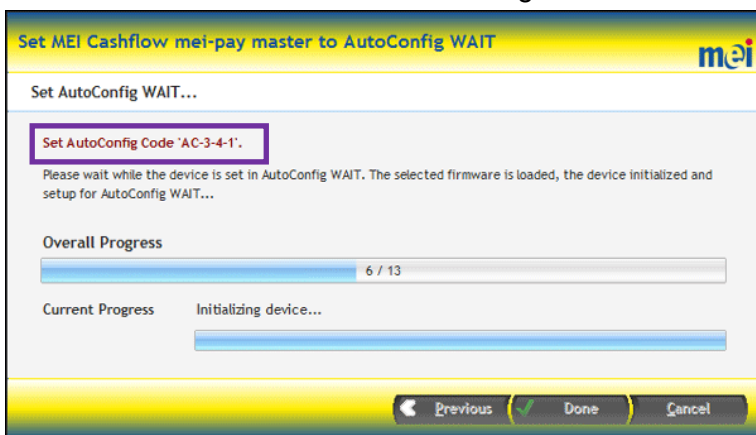 Set MEI Cashflow mei-pay master to AutoConfig WAIT
mei
Set AutoConfig WAIT...
Set AutoConfig Code 'AC-3-4-1'.
Please wait while the device is set in AutoConfig WAIT. The selected firmware is loaded, the device initialized and
setup for AutoConfig WAIT...
Overall Progress
6 / 13
Current Progress Initializing device...
Previous Done Cancel